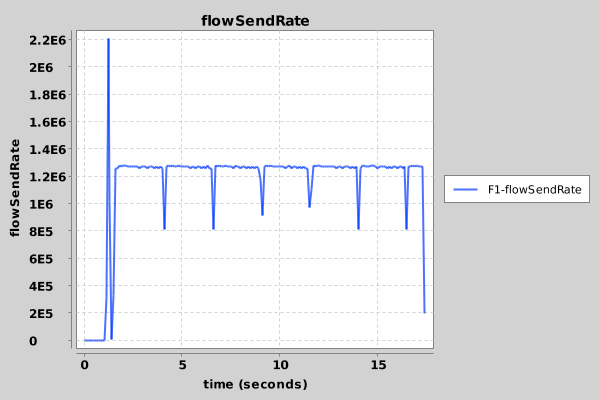 flowSendRate
2.2E6
2E6
1.8E6
1.6E6
1.4E6
1.2E6
1E6
8E5
6E5
4E5
2E5
0
flowSendRate
0 5 10 15
time (seconds)
F1-flowSendRate